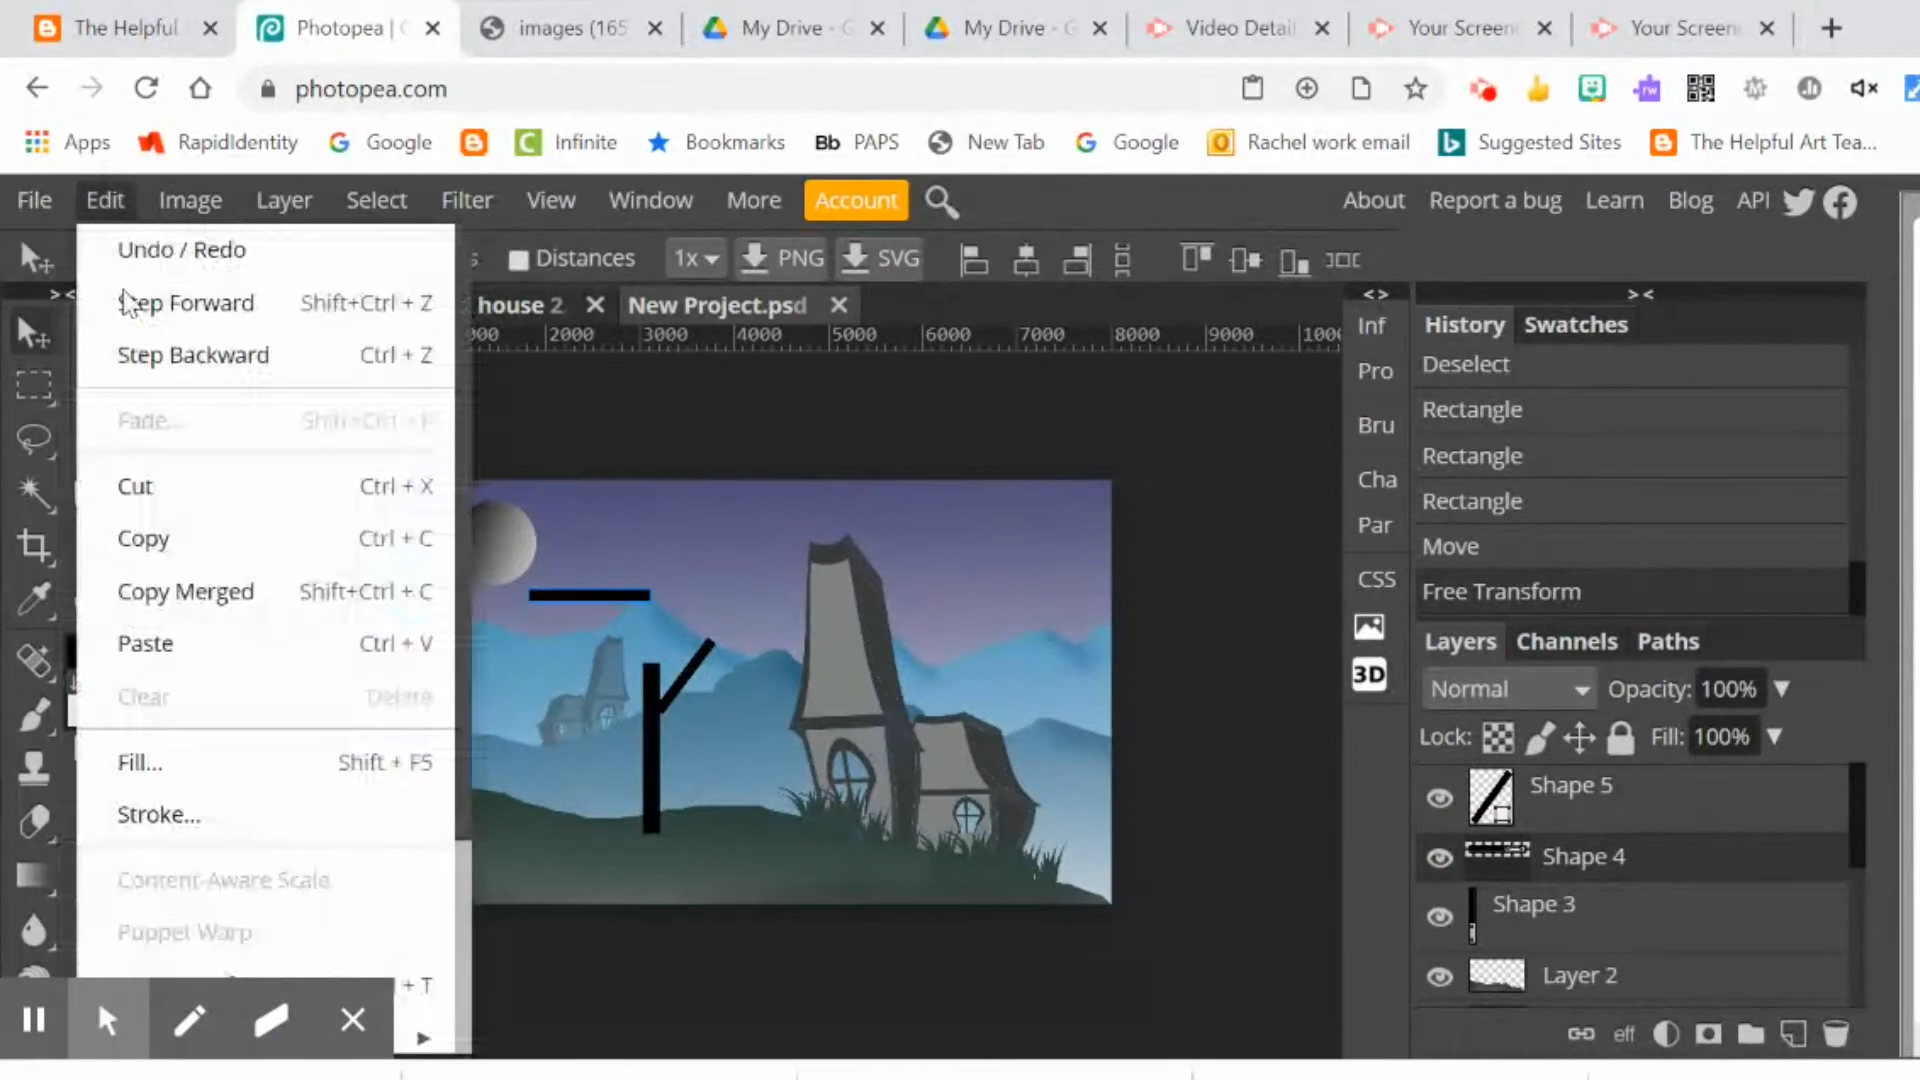 The Helpful
Photopea | G
images (165
My Drive - G
My Drive - G
Video Detail
Your Screen
Your Screen
photopea.com
Apps RapidIdentity Google Infinite Bookmarks Bb PAPS New Tab Google Rachel work email Suggested Sites The Helpful Art Tea...
File Edit Image Layer Select Filter View Window More Account About Report a bug Learn Blog API
s Distances 1x PNG SVG
house 2 New Project.psd
2000 3000 4000 5000 6000 7000 8000 9000
Undo / Redo
Step Forward Shift+Ctrl + Z
Step Backward Ctrl + Z
Fade... Shift+Ctrl + F
Cut Ctrl + X
Copy Ctrl + C
Copy Merged Shift+Ctrl + C
Paste Ctrl + V
Clear Delete
Fill... Shift + F5
Stroke...
Content-Aware Scale
Puppet Warp
+ T
> <
< >
> <
Inf
Pro
Bru
Cha
Par
CSS
3D
History Swatches
Deselect
Rectangle
Rectangle
Rectangle
Move
Free Transform
Layers Channels Paths
Normal Opacity: 100%
Lock: Fill: 100%
Shape 5
Shape 4
Shape 3
Layer 2
eff